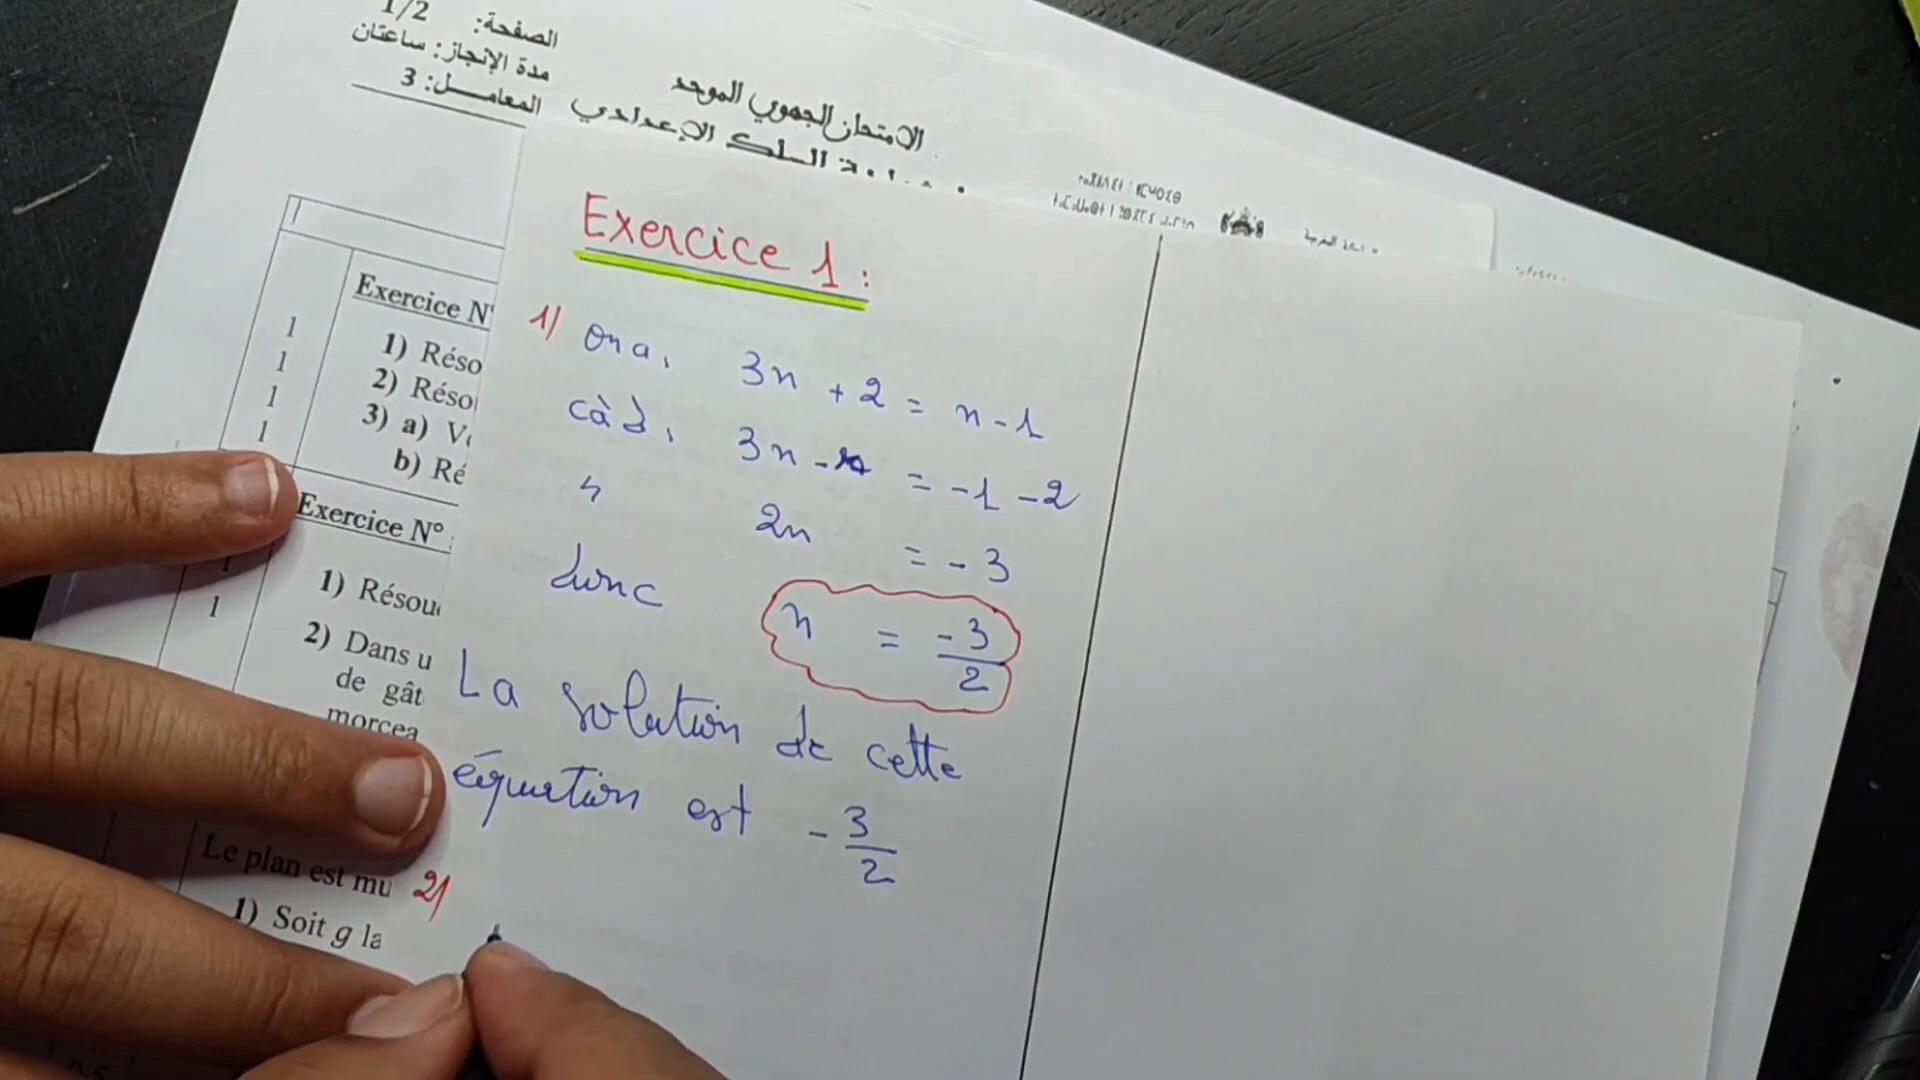 الصفحة: 1/2
مدة الإنجاز: ساعتان
المعامل: 3
الامتحان الجهوي الموحد
السلك الإعدادي
Exercice 1 :
1) on a, 3x + 2 = x - 1
càd, 3x - x = -1 - 2
" 2x = -3
donc x = -3/2
La solution de cette
équation est -3/2
2)
Exercice N°
1 1) Réso
1 2) Réso
1 3) a) V
1 b) Ré
Exercice N°
1) Résou
1
2) Dans u
de gât
morcea
Le plan est mu
1) Soit g la